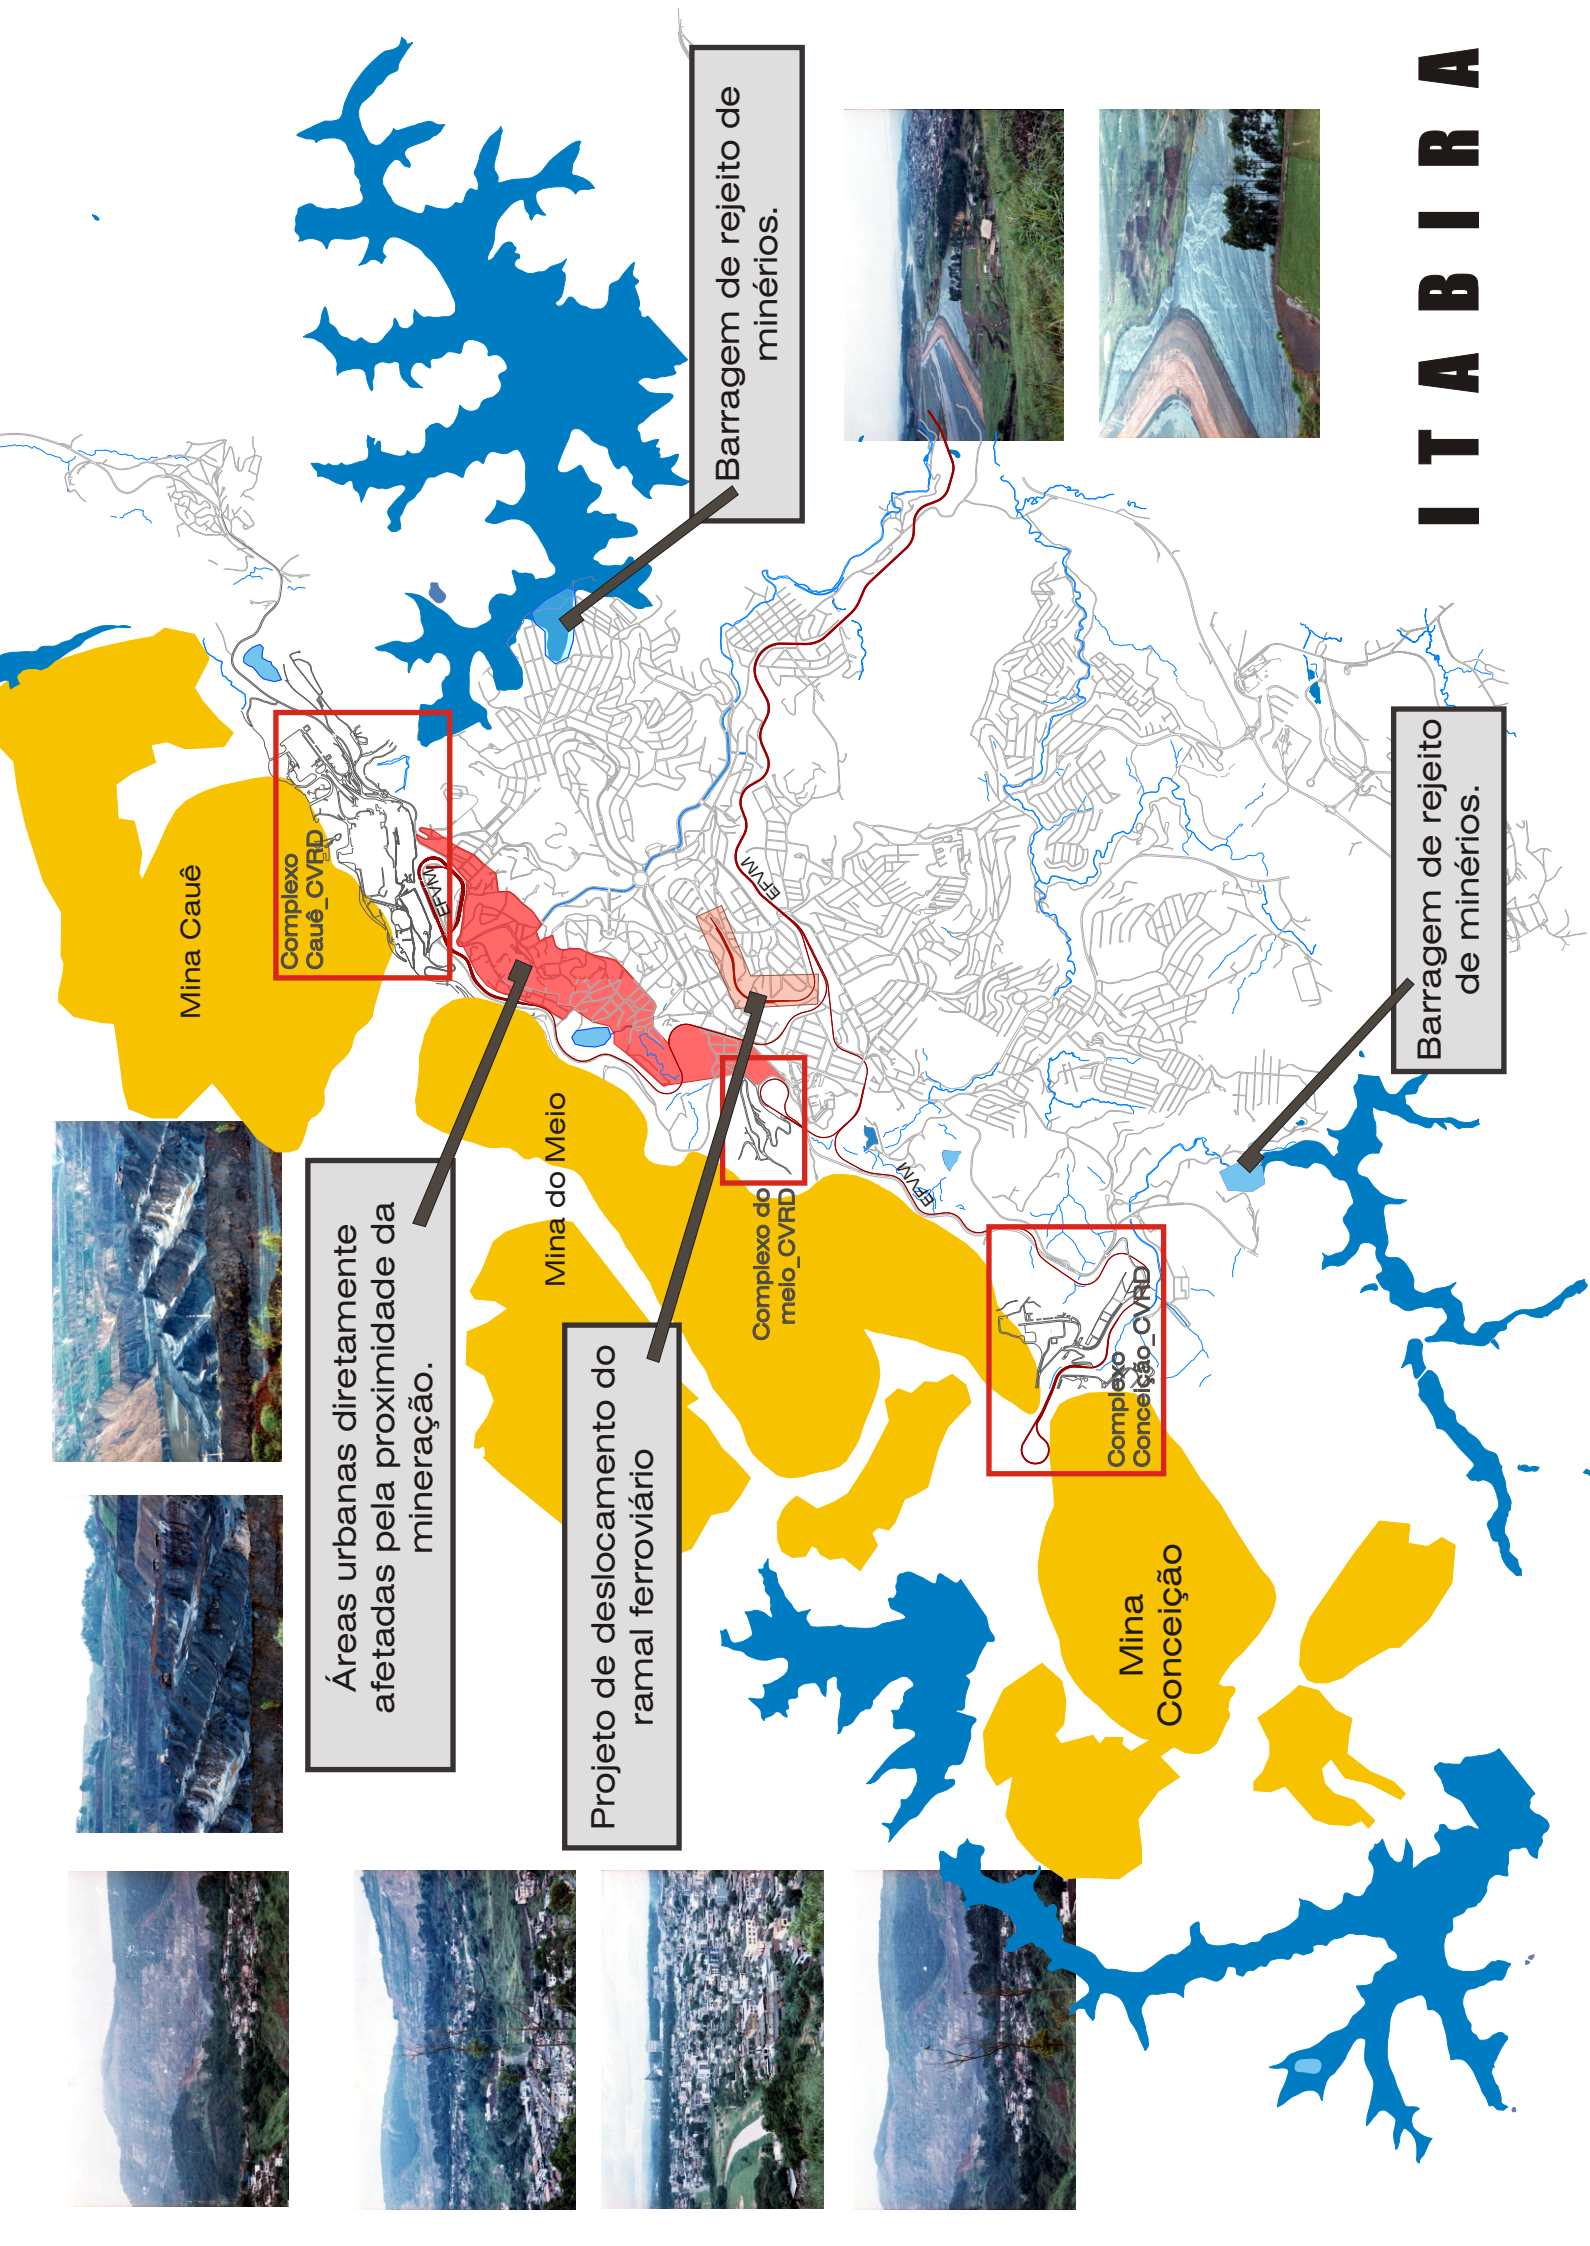 ITABIRA
Barragem de rejeito de
minérios.
Mina Cauê
Complexo
Cauê_CVRD
EFVM
EFVM
Barragem de rejeito
de minérios.
Áreas urbanas diretamente
afetadas pela proximidade da
mineração.
Mina do Meio
Complexo do
meio_CVRD
EFVM
Projeto de deslocamento do
ramal ferroviário
Complexo
Conceição_CVRD
Mina
Conceição